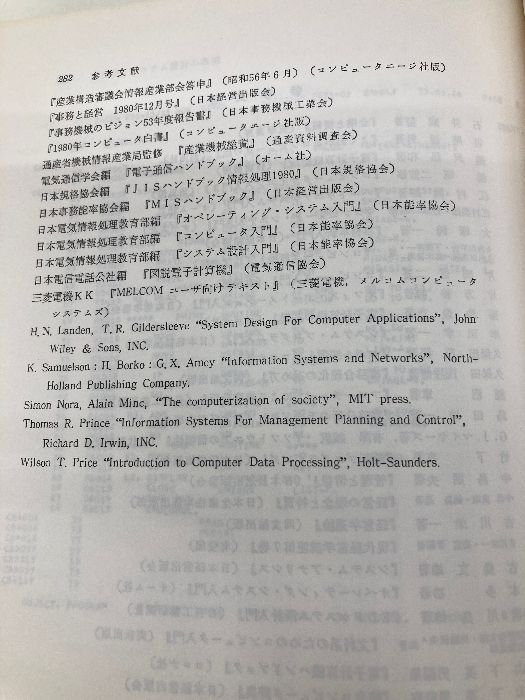 282 参考文献
『産業構造審議会情報産業部会答申』(昭和56年6月)(コンピュータエージ社版)
『事務と経営 1980年12月号』(日本経営出版会)
『事務機械のビジョン53年度報告書』(日本事務機械工業会)
『1980年コンピュータ白書』(コンピュータエージ社版)
通産省機械情報産業局監修 『産業機械総覧』(通産資料調査会)
電気通信学会編 『電子通信ハンドブック』(オーム社)
日本規格協会編 『JISハンドブック情報処理1980』(日本規格協会)
日本事務能率協会編 『MISハンドブック』(日本経営出版会)
日本電気情報処理教育部編 『オペレーティング・システム入門』(日本能率協会)
日本電気情報処理教育部編 『コンピュータ入門』(日本能率協会)
日本電気情報処理教育部編 『システム設計入門』(日本能率協会)
日本電信電話公社編 『図説電子計算機』(電気通信協会)
三菱電機KK 『MELCOM ユーザ向けテキスト』(三菱電機,メルコムコンピュータ
システムズ)
H. N. Landen, T. R. Gildersleeve "System Design For Computer Applications", John
Wiley & Sons, INC.
K. Samuelson : H. Borko : G. X. Amey "Information Systems and Networks", North-
Holland Publishing Company.
Simon Nora, Alain Minc, "The computerization of society", MIT press.
Thomas R. Prince "Information Systems For Management Planning and Control",
Richard D. Irwin, INC.
Wilson T. Price "Introduction to Computer Data Processing", Holt-Saunders.